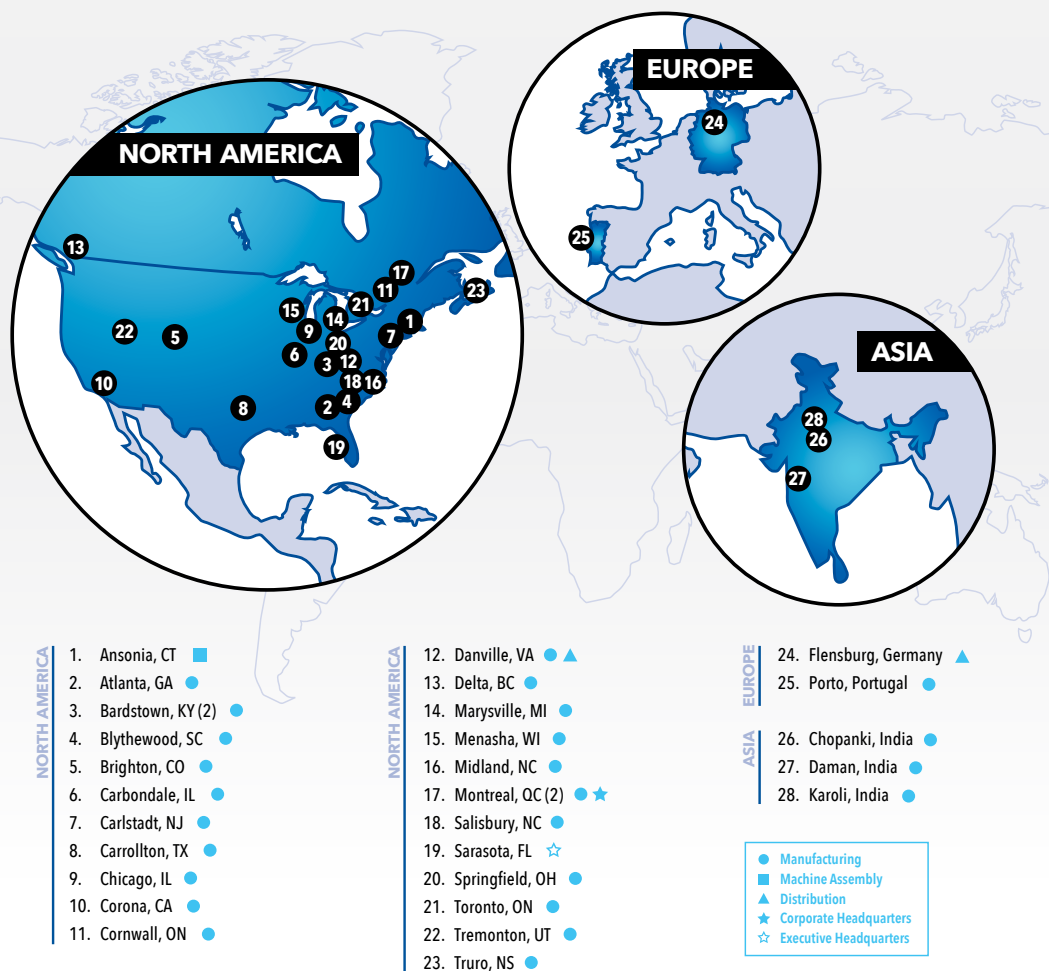 NORTH AMERICA
EUROPE
ASIA
13
17
11
23
21
15
14
1
9
22
5
7
20
6
12
3
18
16
10
4
2
8
19
24
25
28
26
27
NORTH AMERICA
1. Ansonia, CT
2. Atlanta, GA
3. Bardstown, KY (2)
4. Blythewood, SC
5. Brighton, CO
6. Carbondale, IL
7. Carlstadt, NJ
8. Carrollton, TX
9. Chicago, IL
10. Corona, CA
11. Cornwall, ON
NORTH AMERICA
12. Danville, VA
13. Delta, BC
14. Marysville, MI
15. Menasha, WI
16. Midland, NC
17. Montreal, QC (2)
18. Salisbury, NC
19. Sarasota, FL
20. Springfield, OH
21. Toronto, ON
22. Tremonton, UT
23. Truro, NS
EUROPE
24. Flensburg, Germany
25. Porto, Portugal
ASIA
26. Chopanki, India
27. Daman, India
28. Karoli, India
Manufacturing
Machine Assembly
Distribution
Corporate Headquarters
Executive Headquarters